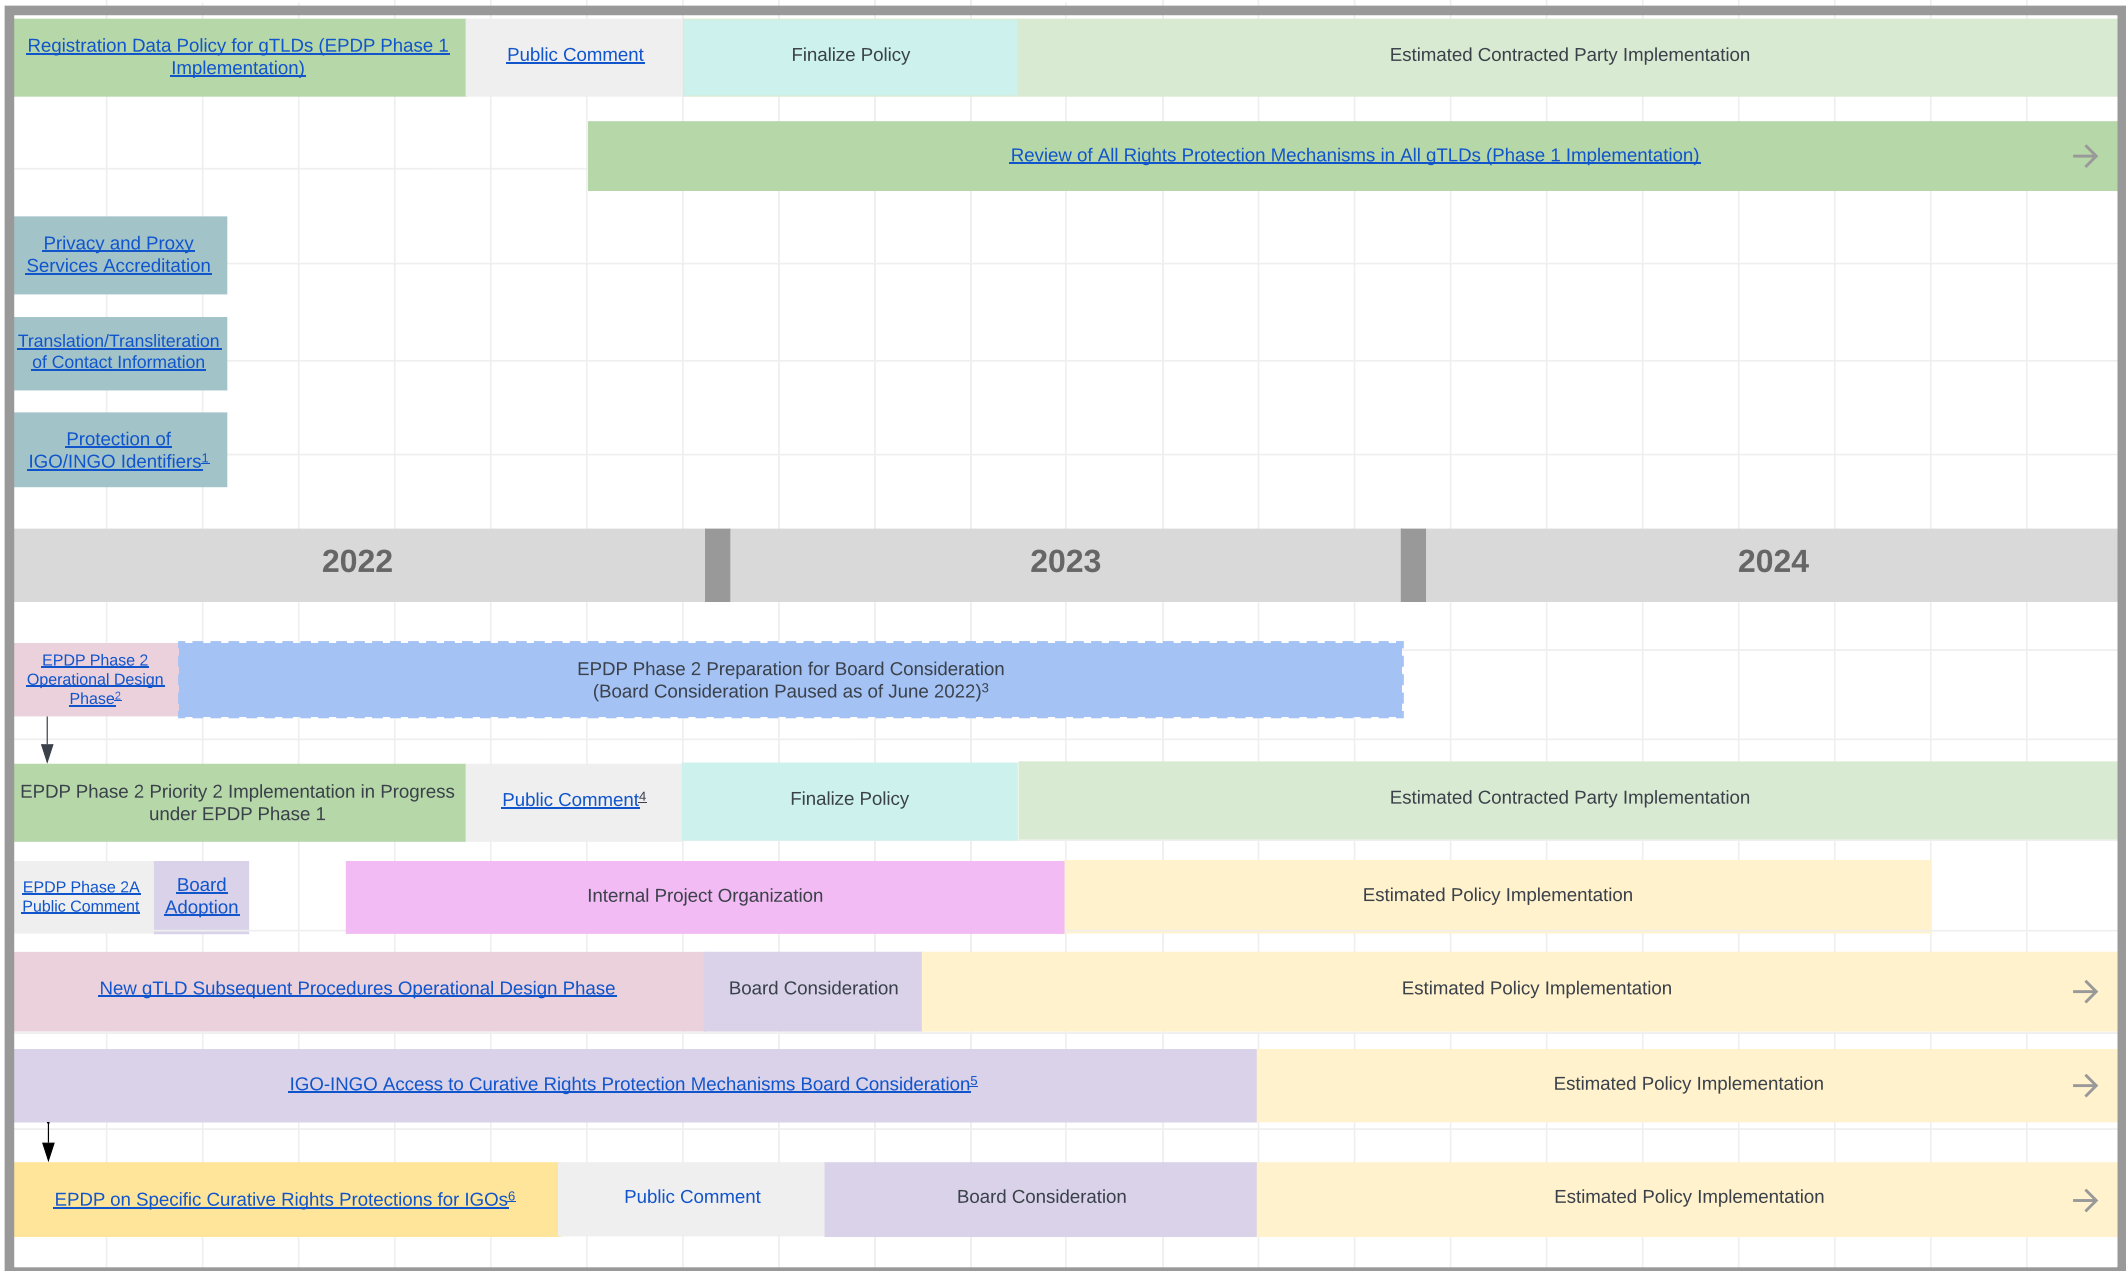 Registration Data Policy for gTLDs (EPDP Phase 1
Implementation)
Public Comment
Finalize Policy
Estimated Contracted Party Implementation
Review of All Rights Protection Mechanisms in All gTLDs (Phase 1 Implementation)
Privacy and Proxy
Services Accreditation
Translation/Transliteration
of Contact Information
Protection of
IGO/INGO Identifiers1
2022
2023
2024
EPDP Phase 2
Operational Design
Phase2
EPDP Phase 2 Preparation for Board Consideration
(Board Consideration Paused as of June 2022)3
EPDP Phase 2 Priority 2 Implementation in Progress
under EPDP Phase 1
Public Comment4
Finalize Policy
Estimated Contracted Party Implementation
EPDP Phase 2A
Public Comment
Board
Adoption
Internal Project Organization
Estimated Policy Implementation
New gTLD Subsequent Procedures Operational Design Phase
Board Consideration
Estimated Policy Implementation
IGO-INGO Access to Curative Rights Protection Mechanisms Board Consideration5
Estimated Policy Implementation
EPDP on Specific Curative Rights Protections for IGOs6
Public Comment
Board Consideration
Estimated Policy Implementation